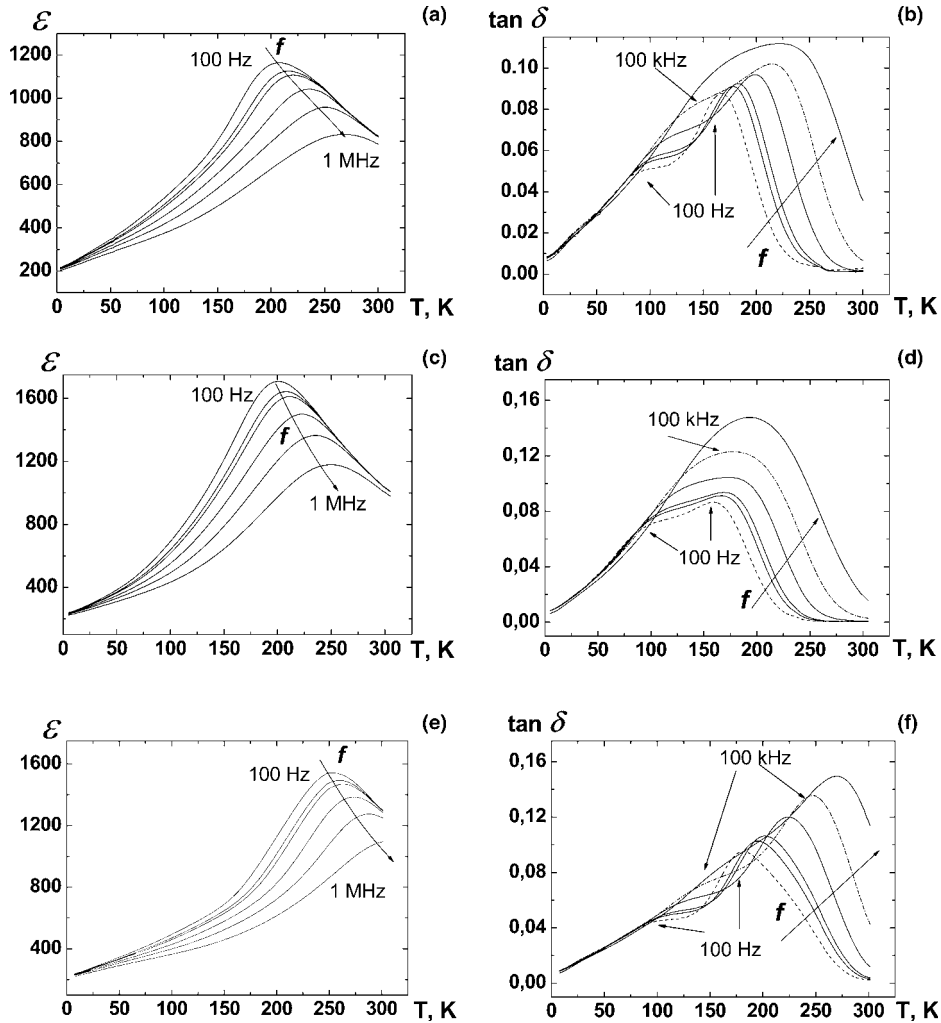 ε (a)
1200
1000
800
600
400
200
f
100 Hz
1 MHz
0 50 100 150 200 250 300 T, K
tan δ (b)
0.10
0.08
0.06
0.04
0.02
0.00
100 kHz
100 Hz
f
0 50 100 150 200 250 300 T, K
ε (c)
1600
1200
800
400
100 Hz
f
1 MHz
0 50 100 150 200 250 300 T, K
tan δ (d)
0,16
0,12
0,08
0,04
0,00
100 kHz
100 Hz
f
0 50 100 150 200 250 300 T, K
ε (e)
1600
1200
800
400
f
100 Hz
1 MHz
0 50 100 150 200 250 300 T, K
tan δ (f)
0,16
0,12
0,08
0,04
0,00
100 kHz
100 Hz
f
0 50 100 150 200 250 300 T, K